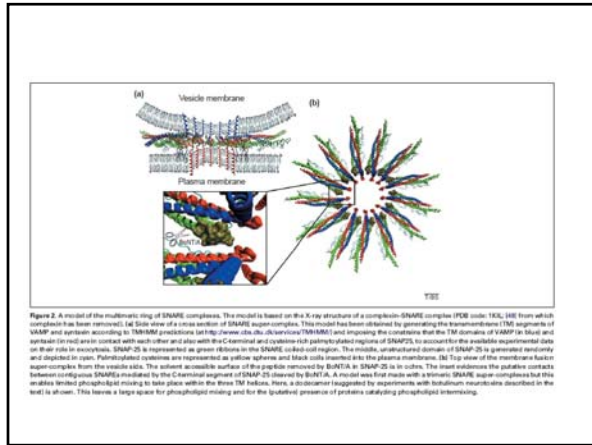 (a)
Vesicle membrane
(b)
Plasma membrane
BoNT/A
Figure 2. A model of the multimeric ring of SNARE complexes. The model is based on the X-ray structure of a complexin–SNARE complex (PDB code: 1KIL; [48] from which
complexin has been removed). (a) Side view of a cross section of SNARE super-complex. This model has been obtained by generating the transmembrane (TM) segments of
VAMP and syntaxin according to TMHMM predictions (at http://www.cbs.dtu.dk/services/TMHMM/) and imposing the constrains that the TM domains of VAMP (in blue) and
syntaxin (in red) are in contact with each other and also with the C-terminal and cysteine-rich palmitoylated regions of SNAP25, to account for the available experimental data
on their role in exocytosis. SNAP-25 is represented as green ribbons in the SNARE coiled-coil region. The middle, unstructured domain of SNAP-25 is generated randomly
and depicted in cyan. Palmitoylated cysteines are represented as yellow spheres and black coils inserted into the plasma membrane. (b) Top view of the membrane fusion
super-complex from the vesicle side. The solvent accessible surface of the peptide removed by BoNT/A in SNAP-25 is in ochre. The inset evidences the putative contacts
between contiguous SNAREs mediated by the C-terminal segment of SNAP-25 cleaved by BoNT/A. A model was first made with a trimeric SNARE super-complexes but this
enables limited phospholipid mixing to take place within the three TM helices. Here, a dodecamer (suggested by experiments with botulinum neurotoxins described in the
text) is shown. This leaves a large space for phospholipid mixing and for the (putative) presence of proteins catalyzing phospholipid intermixing.